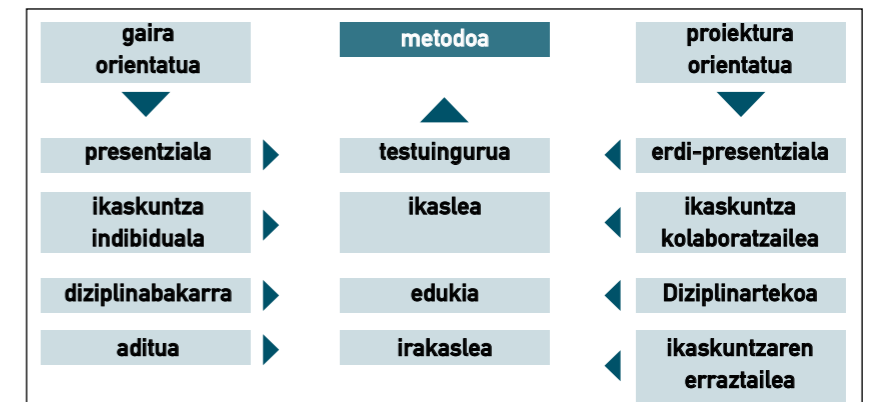 gaira
orientatua
metodoa
proiektura
orientatua
presentziala
testuingurua
erdi-presentziala
ikaskuntza
indibiduala
ikaslea
ikaskuntza
kolaboratzailea
diziplinabakarra
edukia
Diziplinartekoa
aditua
irakaslea
ikaskuntzaren
erraztailea